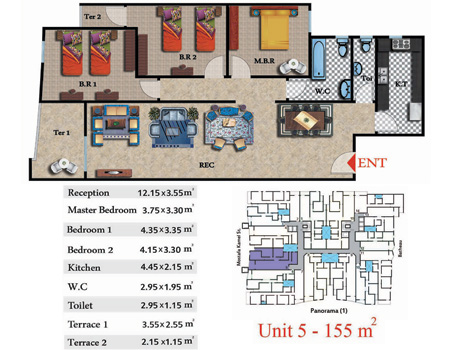 Ter 2
B.R 2
M.B.R
B.R 1
W.C
Toi
K.T
Ter 1
REC
ENT
Reception 12.15×3.55 m²
Master Bedroom 3.75×3.30 m²
Bedroom 1 4.35×3.35 m²
Bedroom 2 4.15×3.30 m²
Kitchen 4.45×2.15 m²
W.C 2.95×1.95 m²
Toilet 2.95×1.15 m²
Terrace 1 3.55×2.55 m²
Terrace 2 2.15×1.15 m²
Mostafa Kamel St.
Bateau
Panorama (1)
Unit 5 - 155 m²